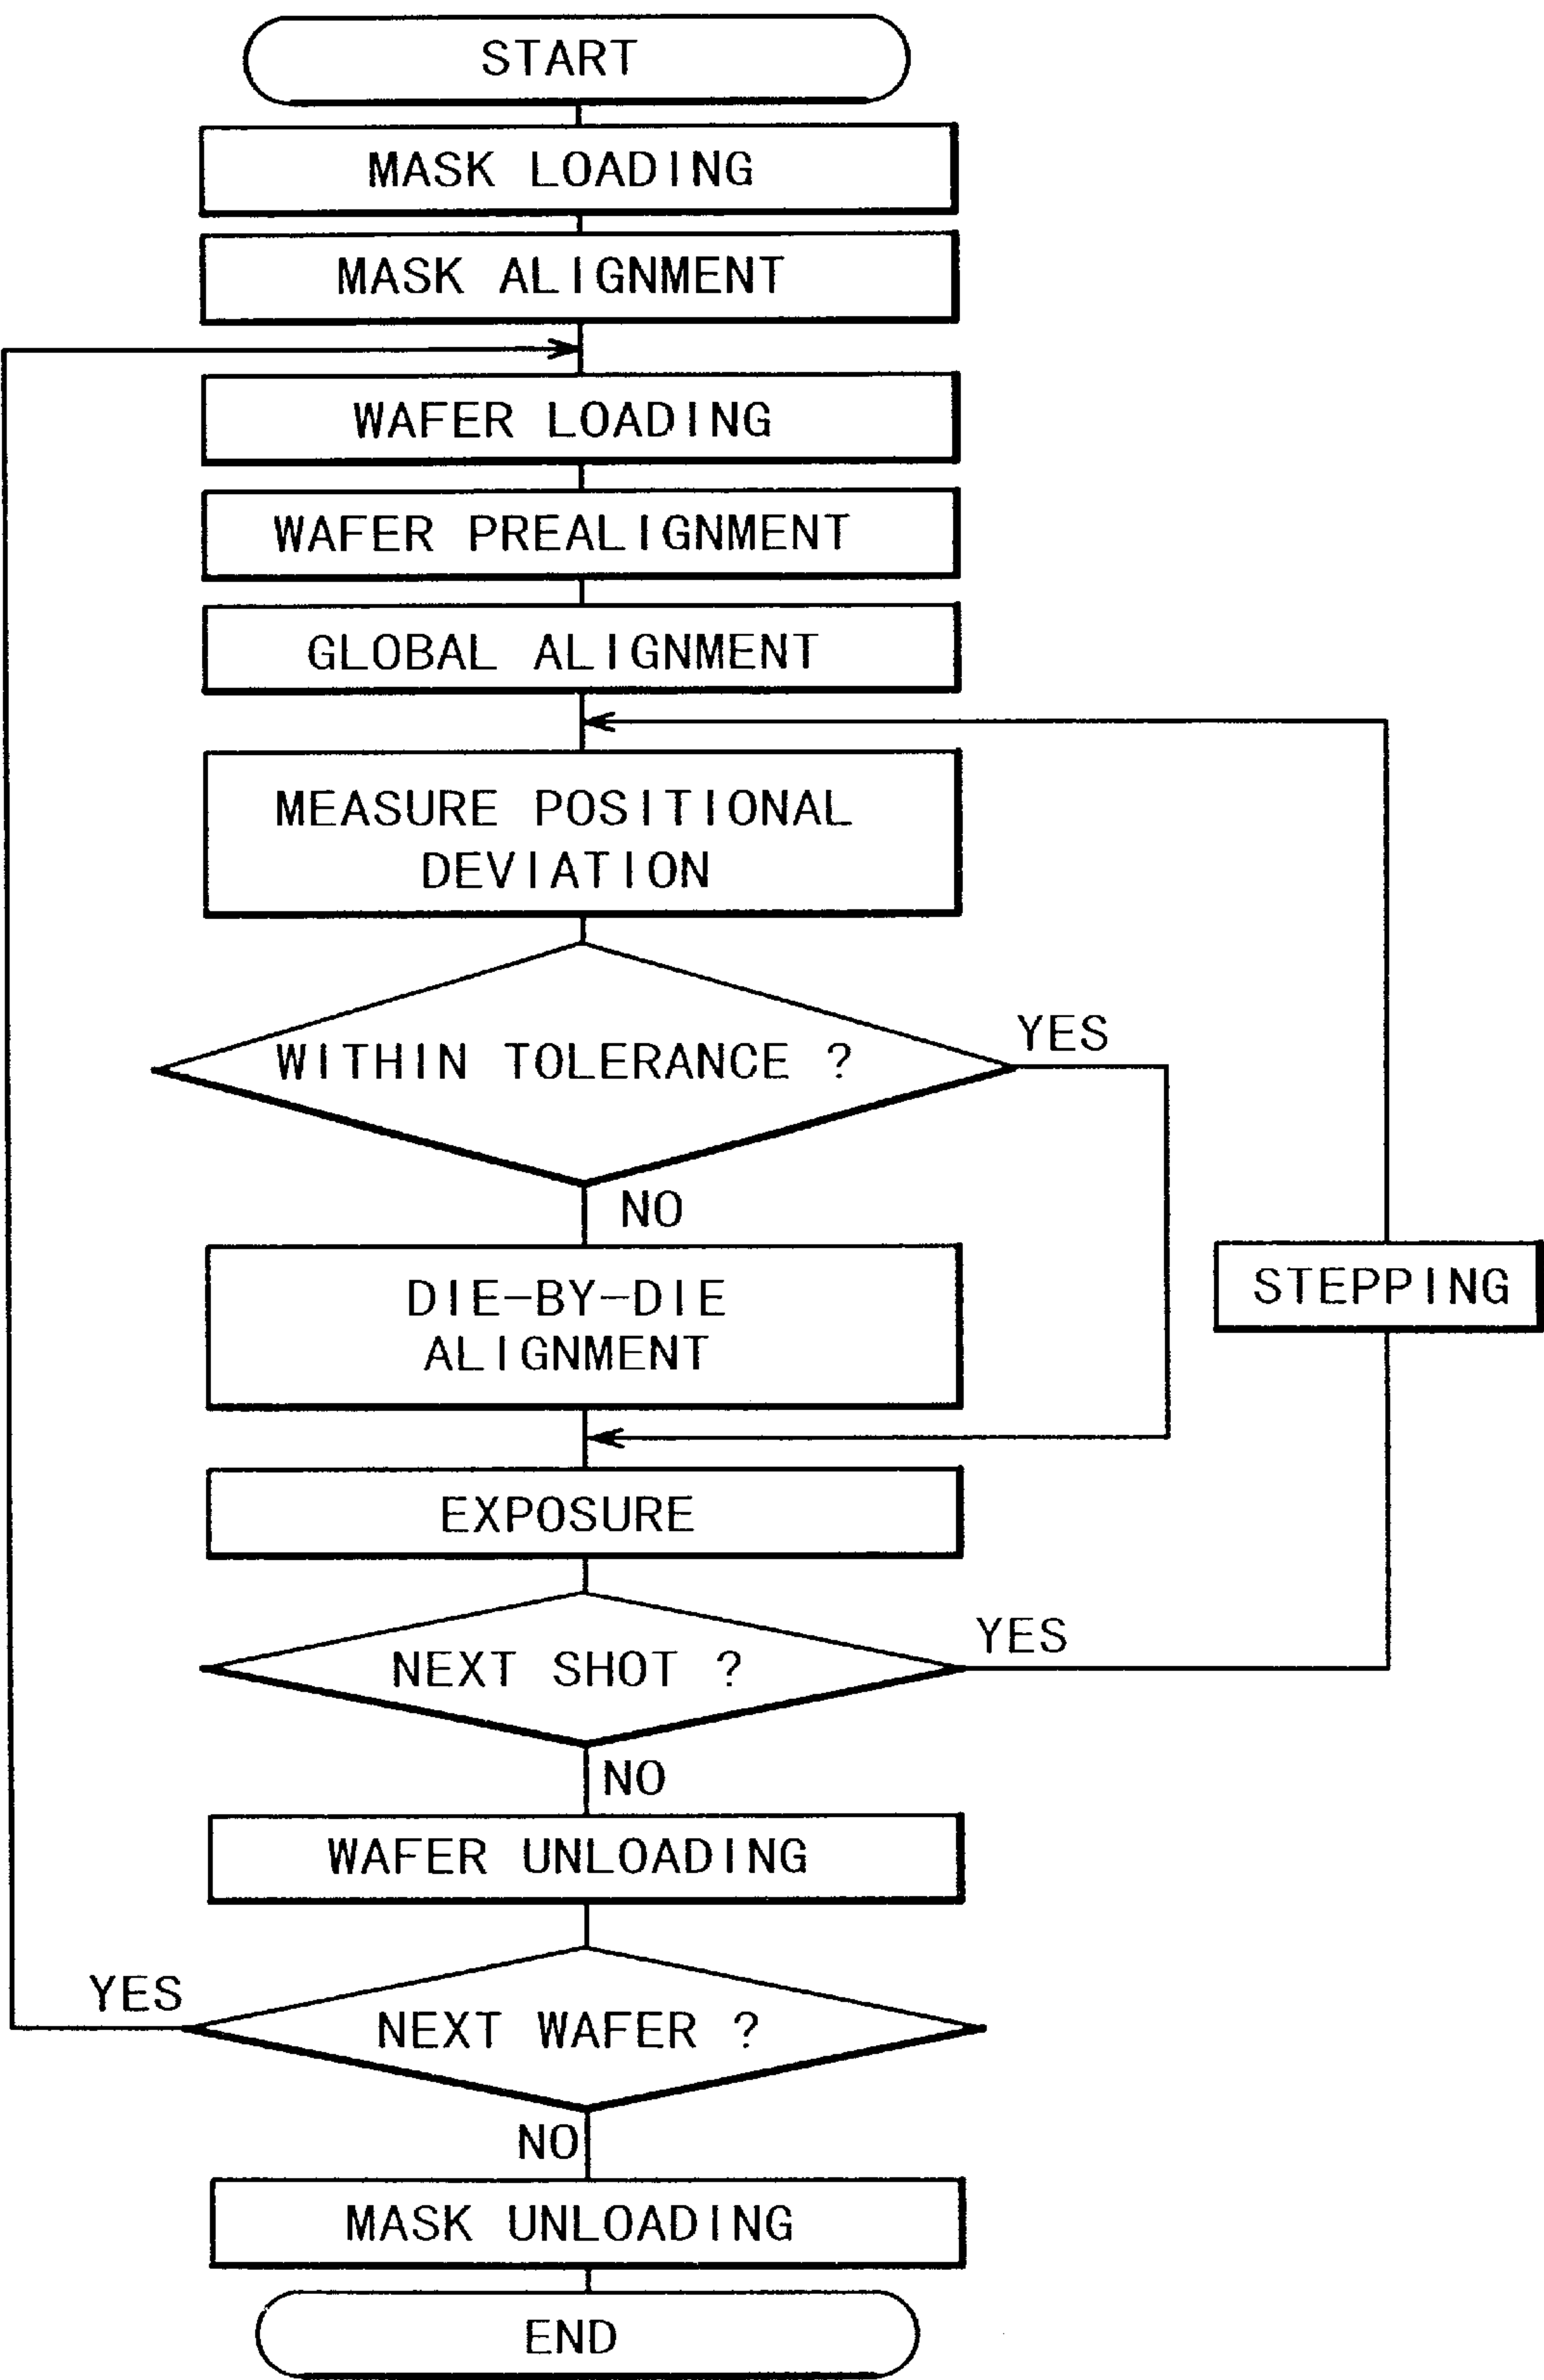 START
MASK LOADING
MASK ALIGNMENT
WAFER LOADING
WAFER PREALIGNMENT
GLOBAL ALIGNMENT
MEASURE POSITIONAL
DEVIATION
WITHIN TOLERANCE ?
YES
NO
DIE-BY-DIE
ALIGNMENT
STEPPING
EXPOSURE
NEXT SHOT ?
YES
NO
WAFER UNLOADING
YES
NEXT WAFER ?
NO
MASK UNLOADING
END